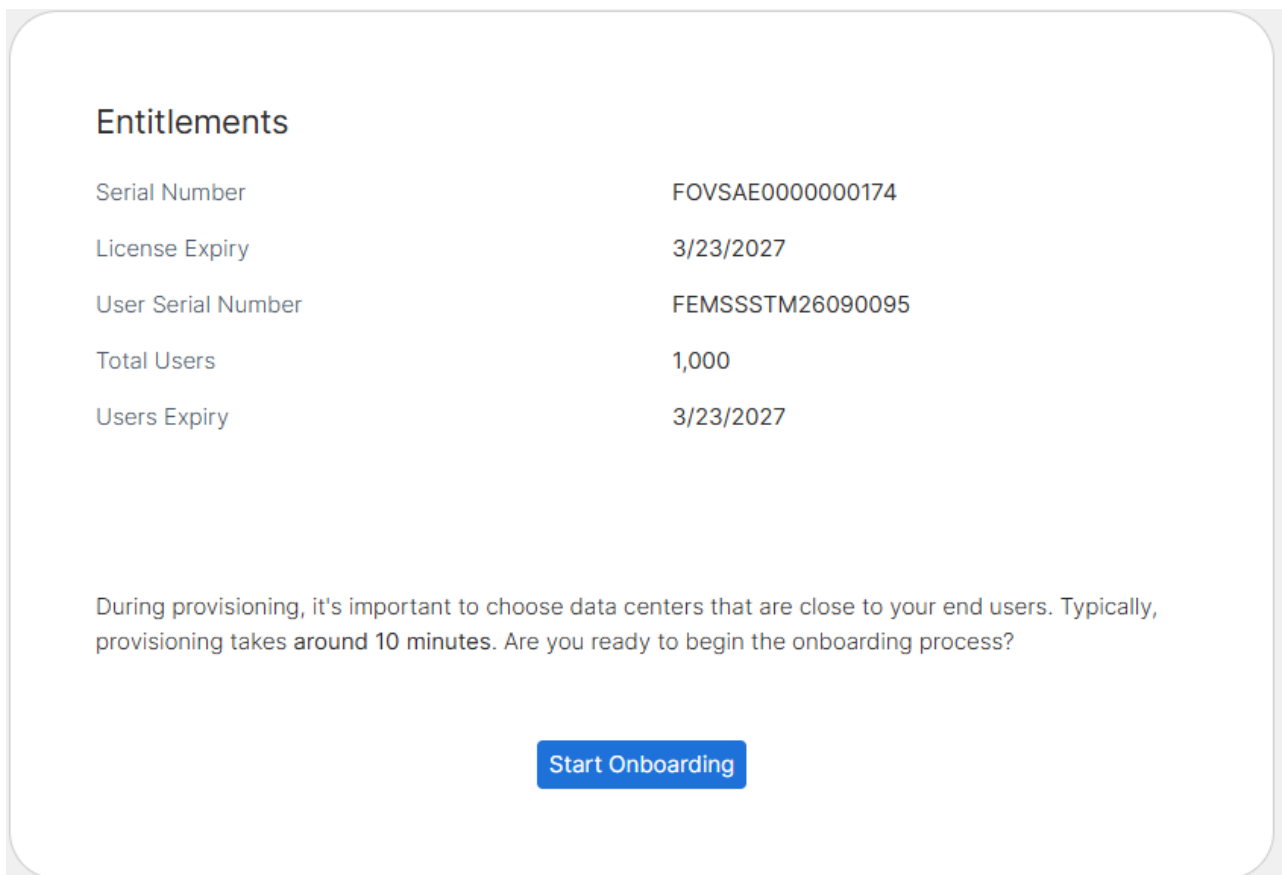 Entitlements
Serial Number FOVSAE0000000174
License Expiry 3/23/2027
User Serial Number FEMSSSTM26090095
Total Users 1,000
Users Expiry 3/23/2027
During provisioning, it's important to choose data centers that are close to your end users. Typically,
provisioning takes around 10 minutes. Are you ready to begin the onboarding process?
Start Onboarding